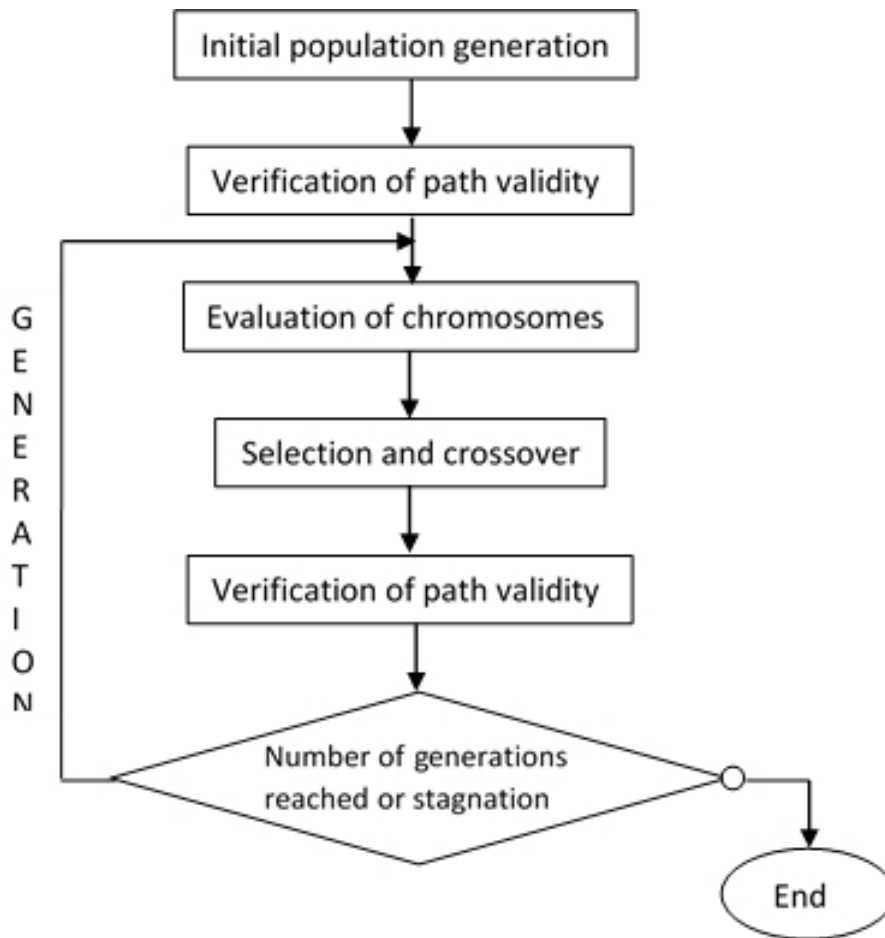 Initial population generation
Verification of path validity
Evaluation of chromosomes
Selection and crossover
Verification of path validity
Number of generations
reached or stagnation
End
GENERATION